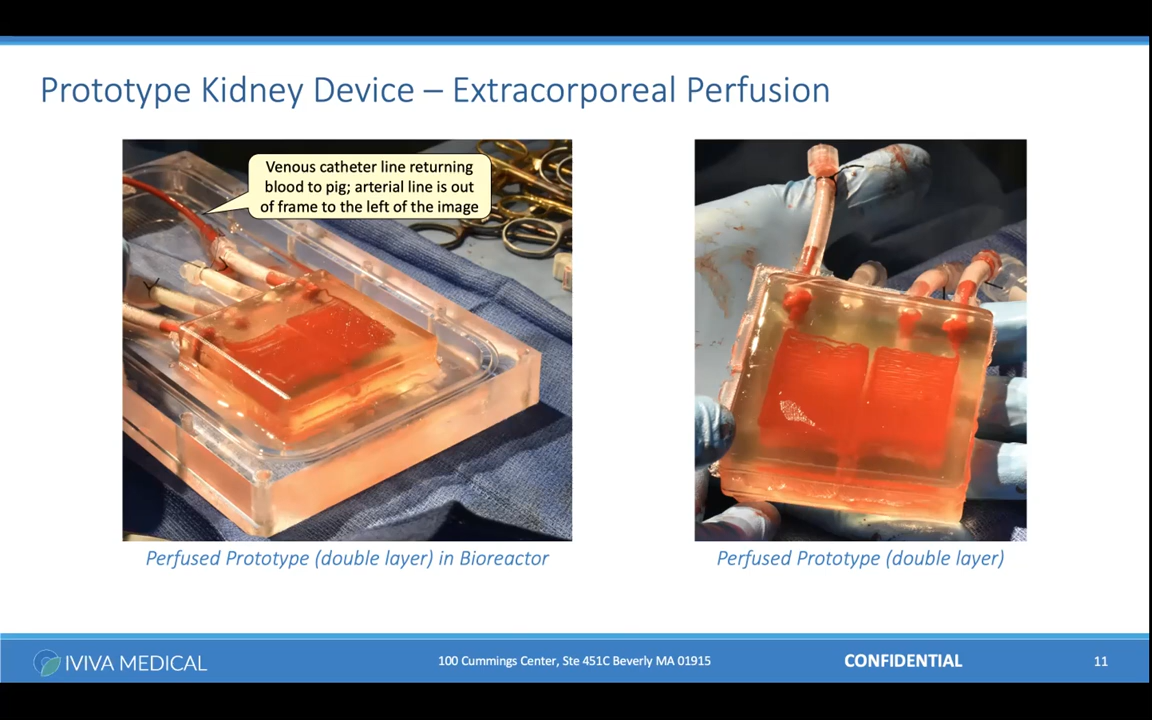 Prototype Kidney Device – Extracorporeal Perfusion
Venous catheter line returning
blood to pig; arterial line is out
of frame to the left of the image
Perfused Prototype (double layer) in Bioreactor
Perfused Prototype (double layer)
IVIVA MEDICAL
100 Cummings Center, Ste 451C Beverly MA 01915
CONFIDENTIAL
11